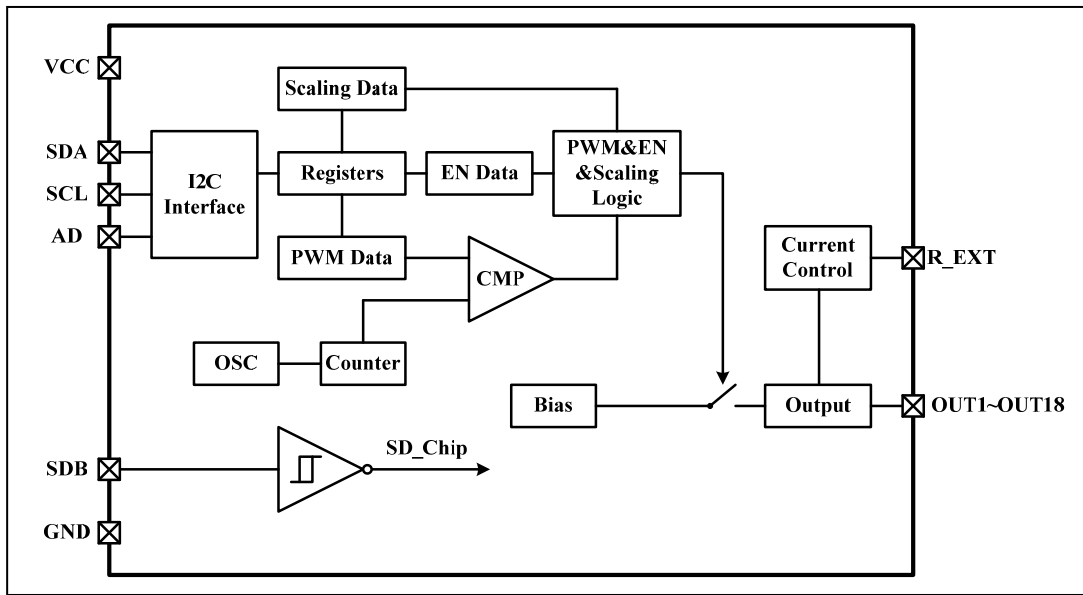 VCC
Scaling Data
SDA
SCL
AD
I2C
Interface
Registers
EN Data
PWM&EN
&Scaling
Logic
PWM Data
CMP
Current
Control
R_EXT
OSC
Counter
Bias
Output
OUT1~OUT18
SDB
SD_Chip
GND